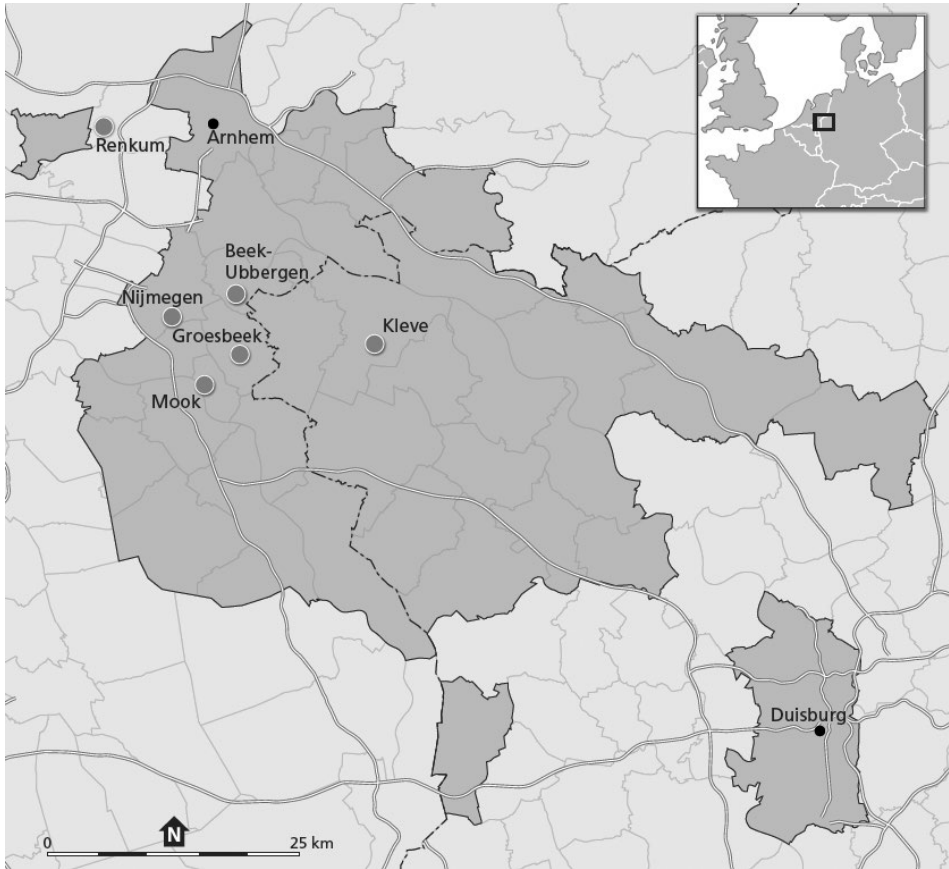 Renkum
Arnhem
Beek-
Ubbergen
Nijmegen
Groesbeek
Kleve
Mook
Duisburg
N
0
25 km